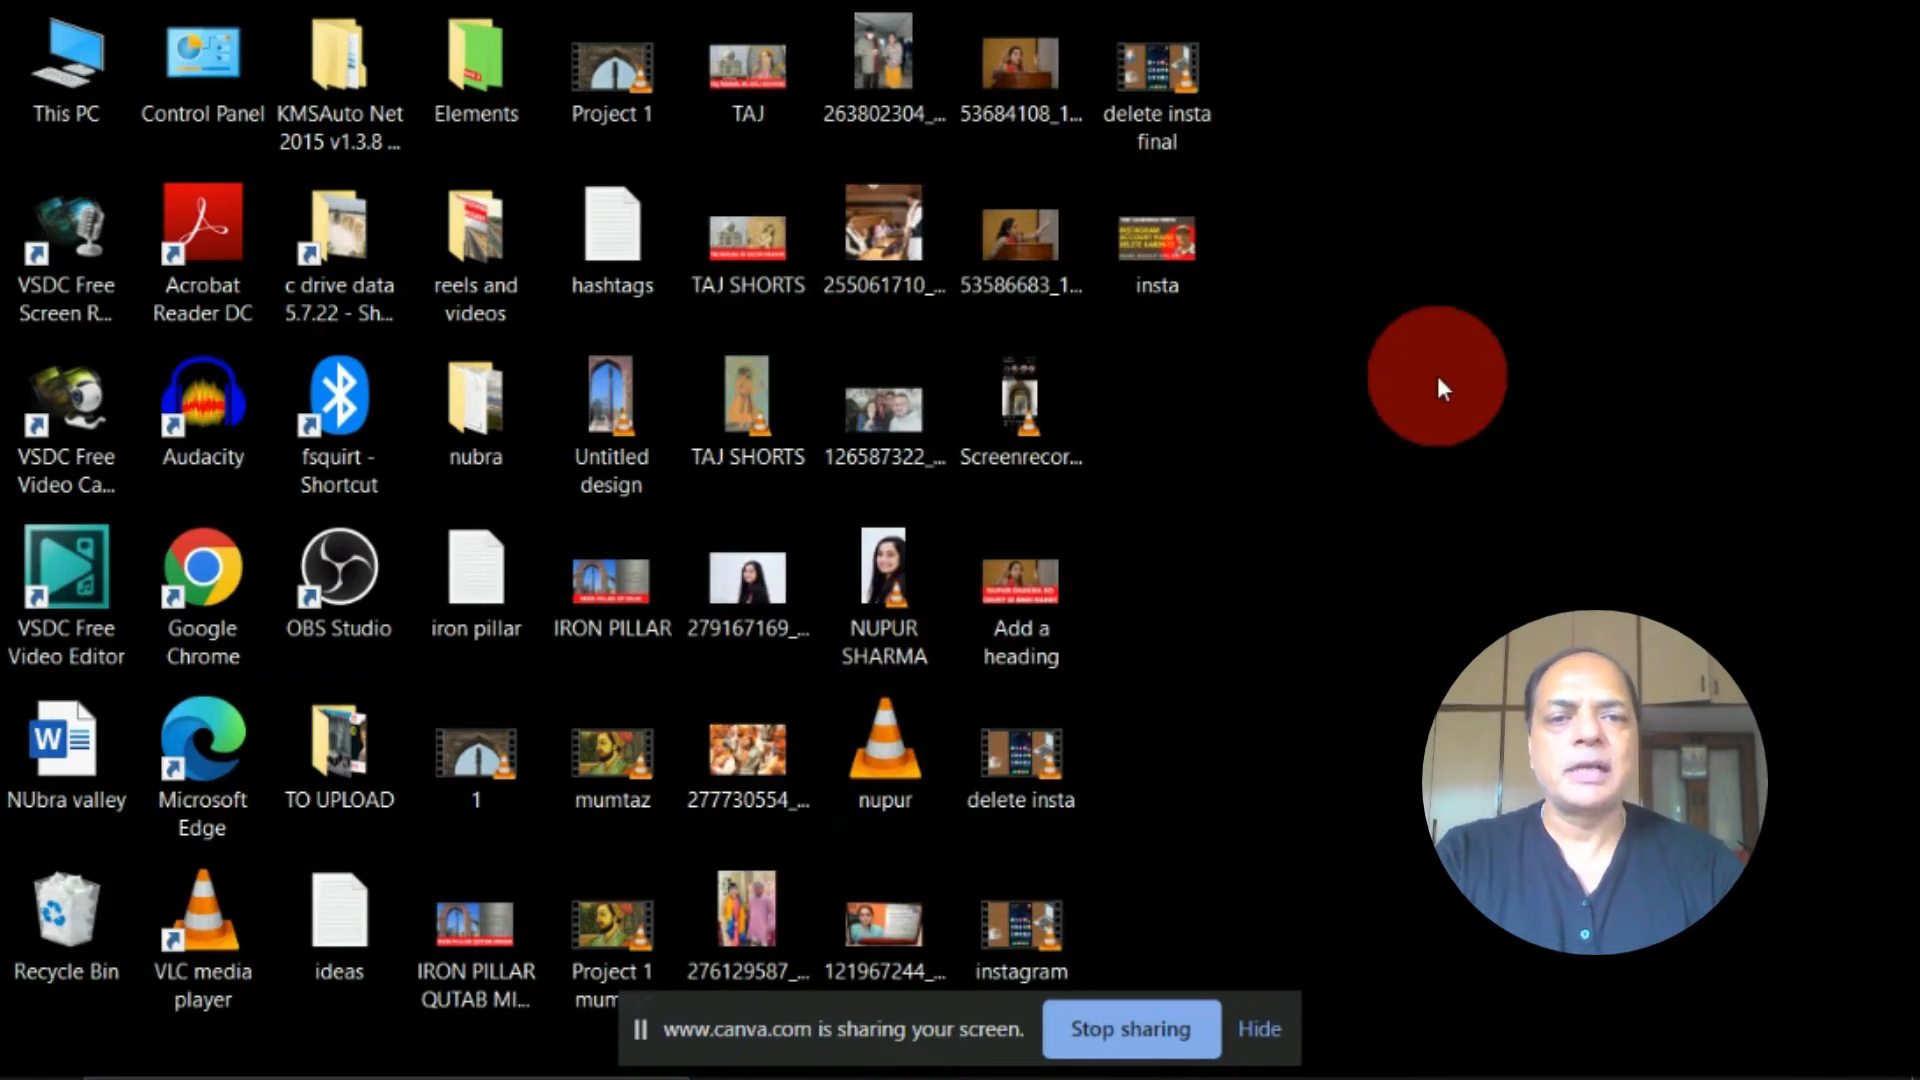 This PC
Control Panel
KMSAuto Net
2015 v1.3.8 ...
Elements
Project 1
TAJ
263802304_...
53684108_1...
delete insta
final
VSDC Free
Screen R...
Acrobat
Reader DC
c drive data
5.7.22 - Sh...
reels and
videos
hashtags
TAJ SHORTS
255061710_...
53586683_1...
insta
VSDC Free
Video Ca...
Audacity
fsquirt -
Shortcut
nubra
Untitled
design
TAJ SHORTS
126587322_...
Screenrecor...
VSDC Free
Video Editor
Google
Chrome
OBS Studio
iron pillar
IRON PILLAR
279167169_...
NUPUR
SHARMA
Add a
heading
NUbra valley
Microsoft
Edge
TO UPLOAD
1
mumtaz
277730554_...
nupur
delete insta
Recycle Bin
VLC media
player
ideas
IRON PILLAR
QUTAB MI...
Project 1
mum
276129587_...
121967244_...
instagram
www.canva.com is sharing your screen.
Stop sharing
Hide